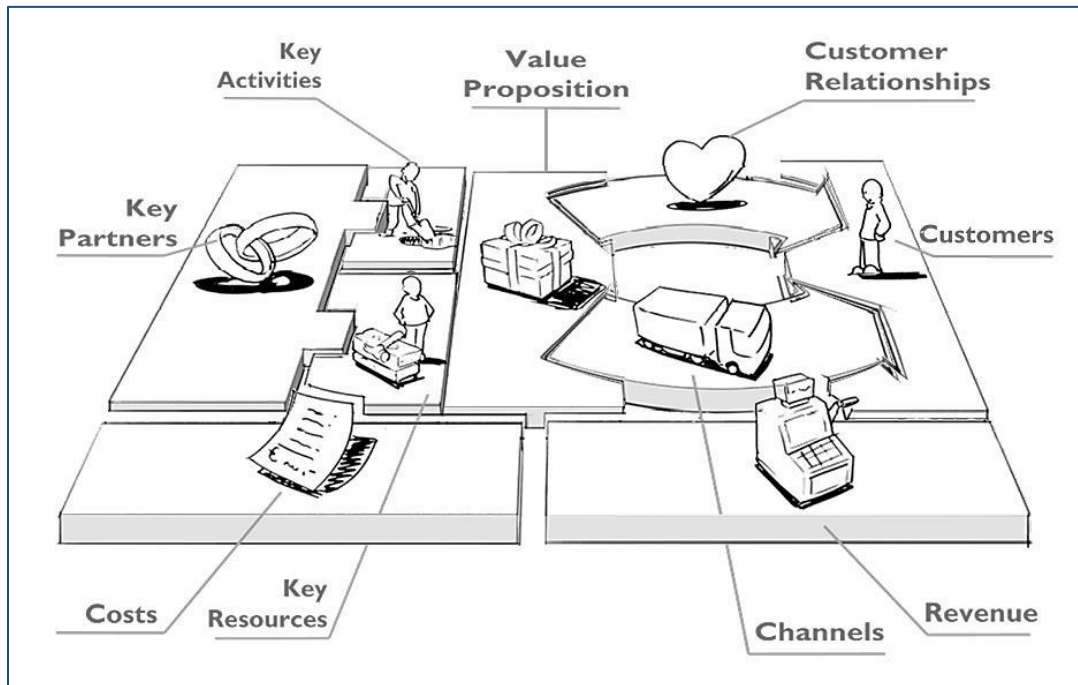 Key
Activities
Value
Proposition
Customer
Relationships
Key
Partners
Customers
Costs
Key
Resources
Channels
Revenue